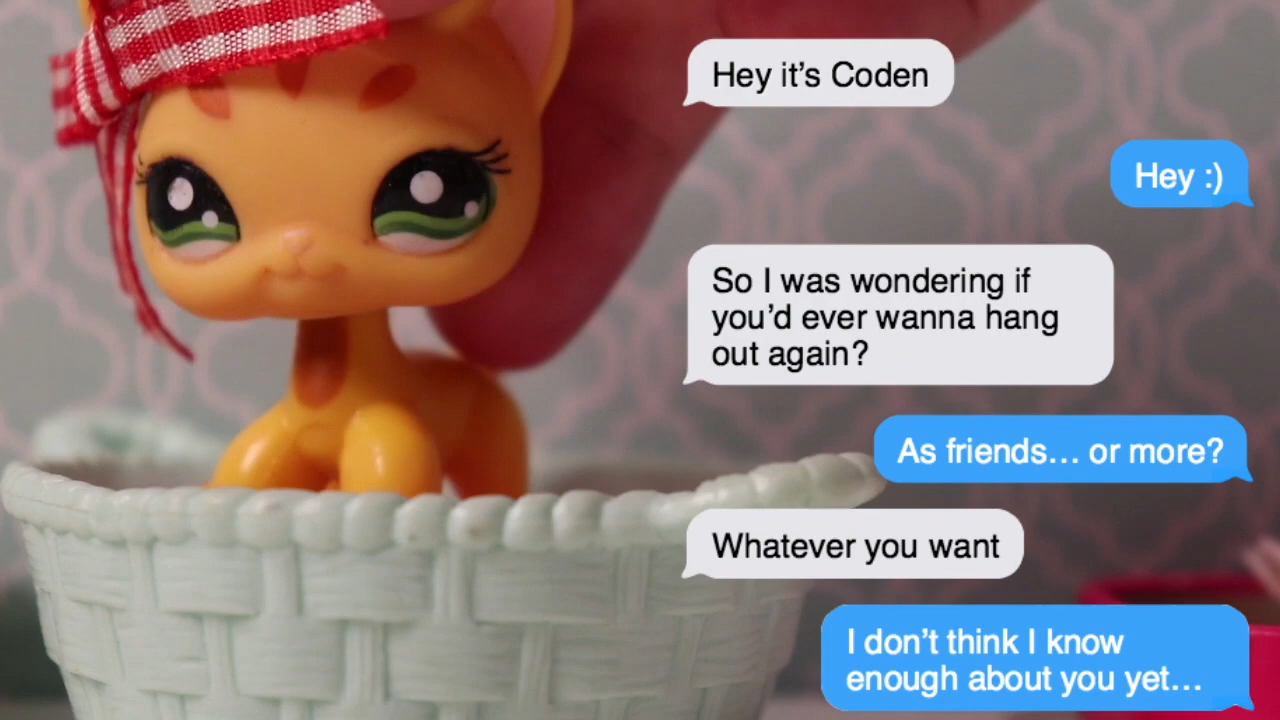 Hey it's Coden
Hey :)
So I was wondering if
you'd ever wanna hang
out again?
As friends... or more?
Whatever you want
I don't think I know
enough about you yet...